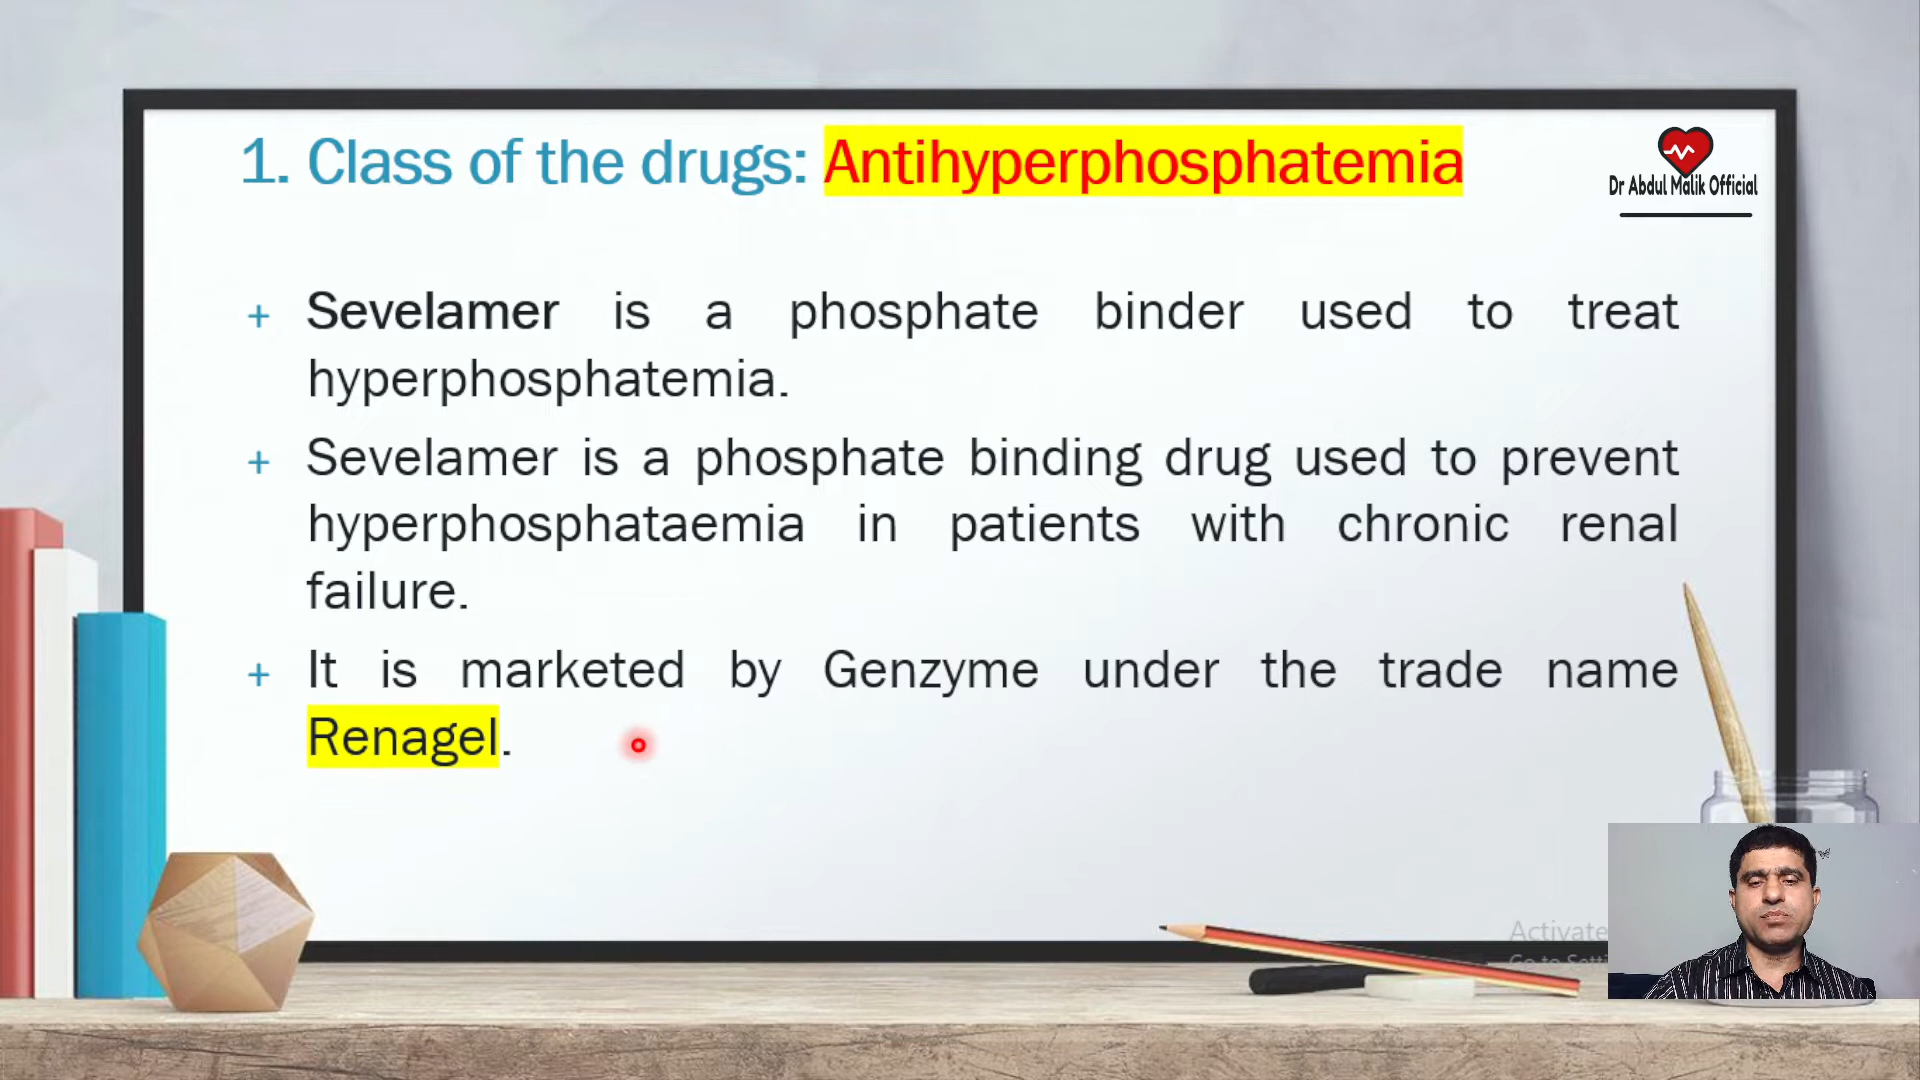 1. Class of the drugs: Antihyperphosphatemia
Dr Abdul Malik Official
+ Sevelamer is a phosphate binder used to treat
hyperphosphatemia.
+ Sevelamer is a phosphate binding drug used to prevent
hyperphosphataemia in patients with chronic renal
failure.
+ It is marketed by Genzyme under the trade name
Renagel.
Activate
Go to